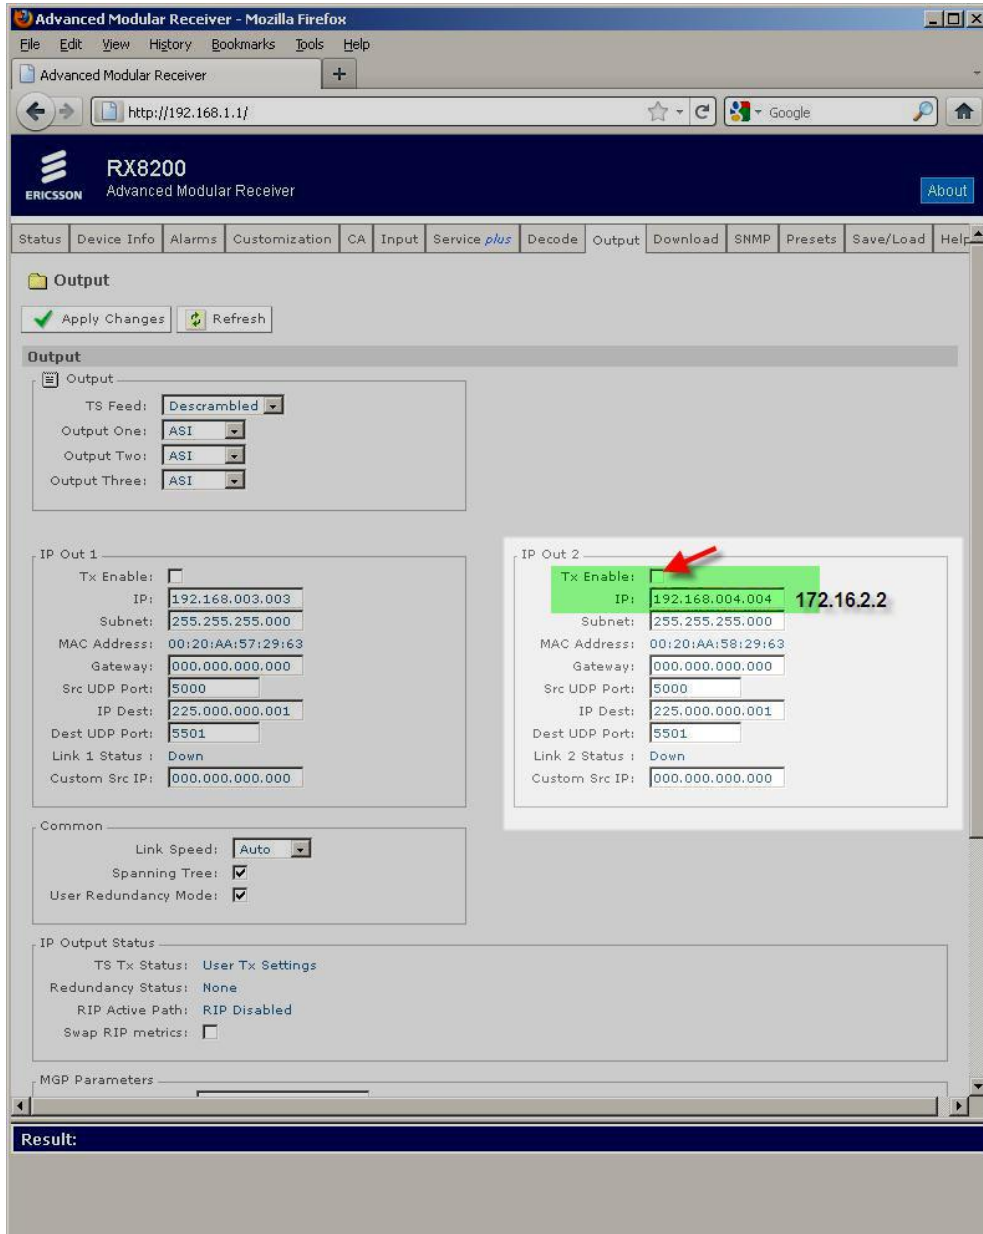 Advanced Modular Receiver - Mozilla Firefox
File Edit View History Bookmarks Tools Help
Advanced Modular Receiver +
http://192.168.1.1/ Google
ERICSSON
RX8200
Advanced Modular Receiver
About
Status Device Info Alarms Customization CA Input Service plus Decode Output Download SNMP Presets Save/Load Help
Output
Apply Changes Refresh
Output
Output
TS Feed: Descrambled
Output One: ASI
Output Two: ASI
Output Three: ASI
IP Out 1
Tx Enable:
IP: 192.168.003.003
Subnet: 255.255.255.000
MAC Address: 00:20:AA:57:29:63
Gateway: 000.000.000.000
Src UDP Port: 5000
IP Dest: 225.000.000.001
Dest UDP Port: 5501
Link 1 Status : Down
Custom Src IP: 000.000.000.000
IP Out 2
Tx Enable:
IP: 192.168.004.004 172.16.2.2
Subnet: 255.255.255.000
MAC Address: 00:20:AA:58:29:63
Gateway: 000.000.000.000
Src UDP Port: 5000
IP Dest: 225.000.000.001
Dest UDP Port: 5501
Link 2 Status : Down
Custom Src IP: 000.000.000.000
Common
Link Speed: Auto
Spanning Tree:
User Redundancy Mode:
IP Output Status
TS Tx Status: User Tx Settings
Redundancy Status: None
RIP Active Path: RIP Disabled
Swap RIP metrics:
MGP Parameters
Result: